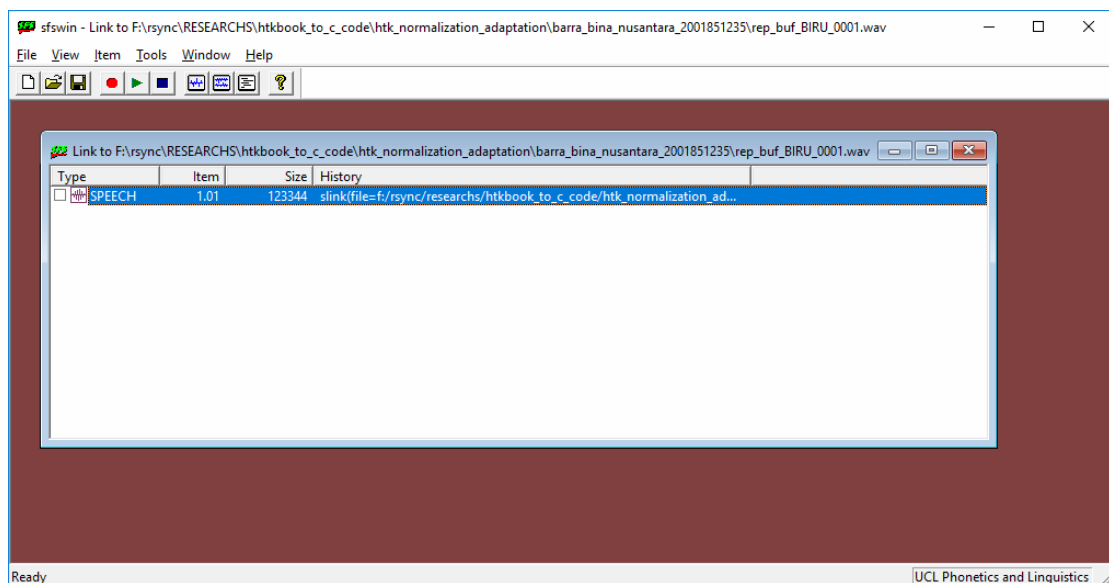 sfswin - Link to F:\rsync\RESEARCHS\htkbook_to_c_code\htk_normalization_adaptation\barra_bina_nusantara_2001851235\rep_buf_BIRU_0001.wav
File View Item Tools Window Help
Link to F:\rsync\RESEARCHS\htkbook_to_c_code\htk_normalization_adaptation\barra_bina_nusantara_2001851235\rep_buf_BIRU_0001.wav
Type Item Size History
SPEECH 1.01 123344 slink(file=f:/rsync/researchs/htkbook_to_c_code/htk_normalization_ad...
Ready UCL Phonetics and Linguistics